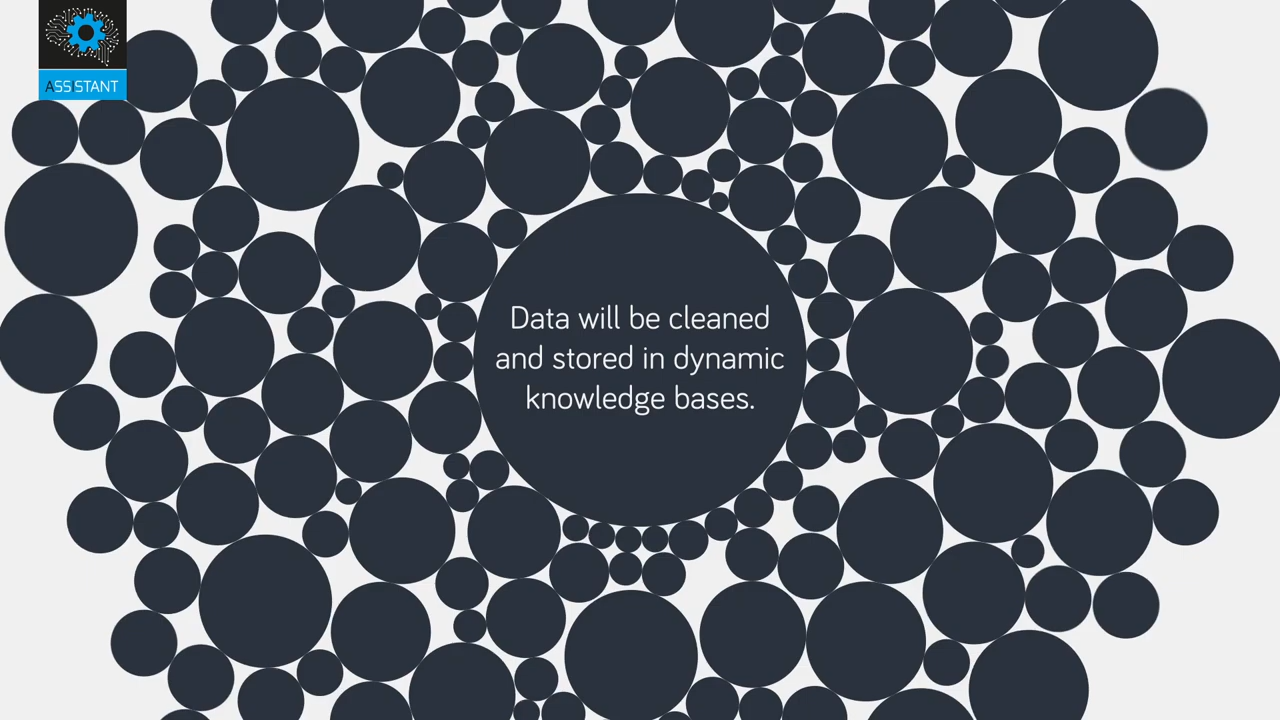 ASSISTANT
Data will be cleaned
and stored in dynamic
knowledge bases.